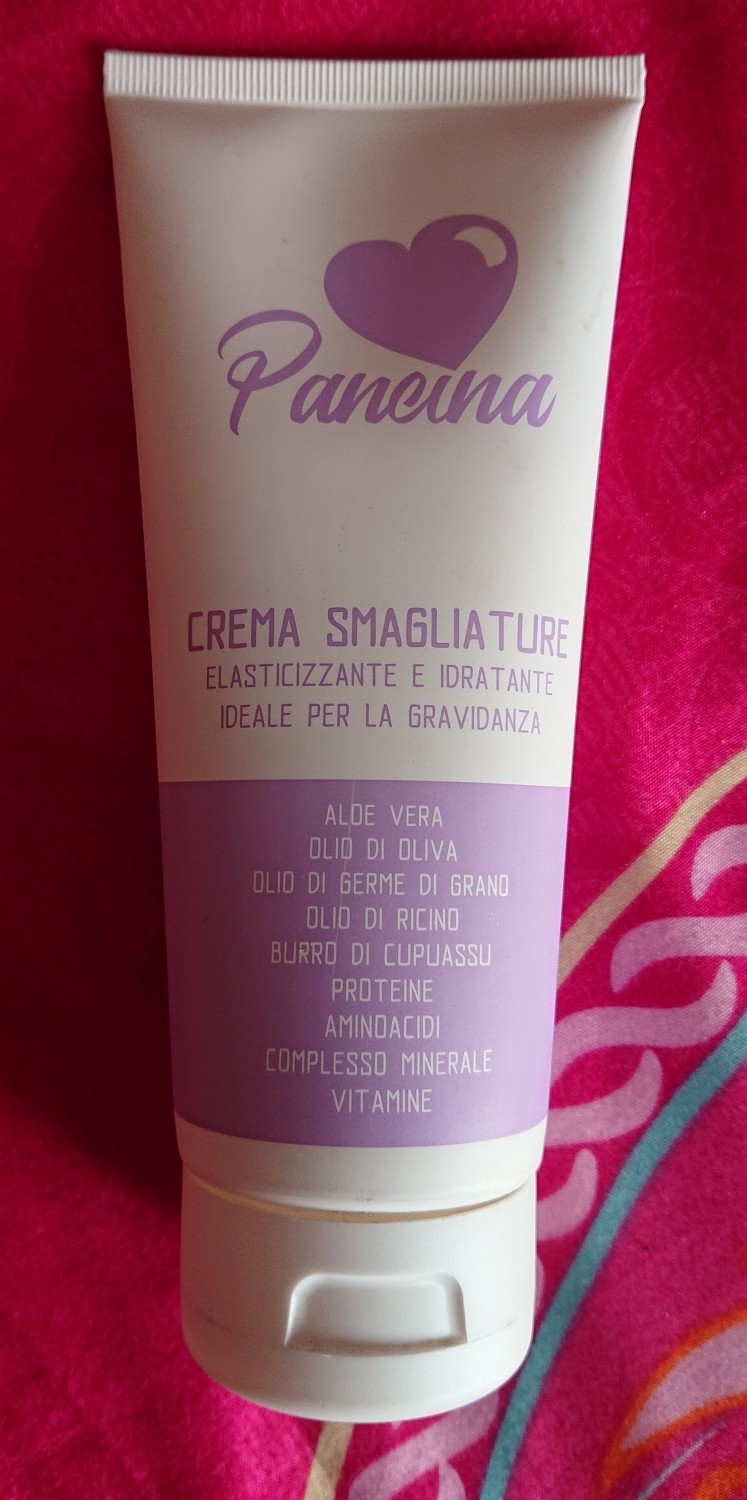 Pancina
CREMA SMAGLIATURE
ELASTICIZZANTE E IDRATANTE
IDEALE PER LA GRAVIDANZA
ALOE VERA
OLIO DI OLIVA
OLIO DI GERME DI GRANO
OLIO DI RICINO
BURRO DI CUPUASSU
PROTEINE
AMINOACIDI
COMPLESSO MINERALE
VITAMINE